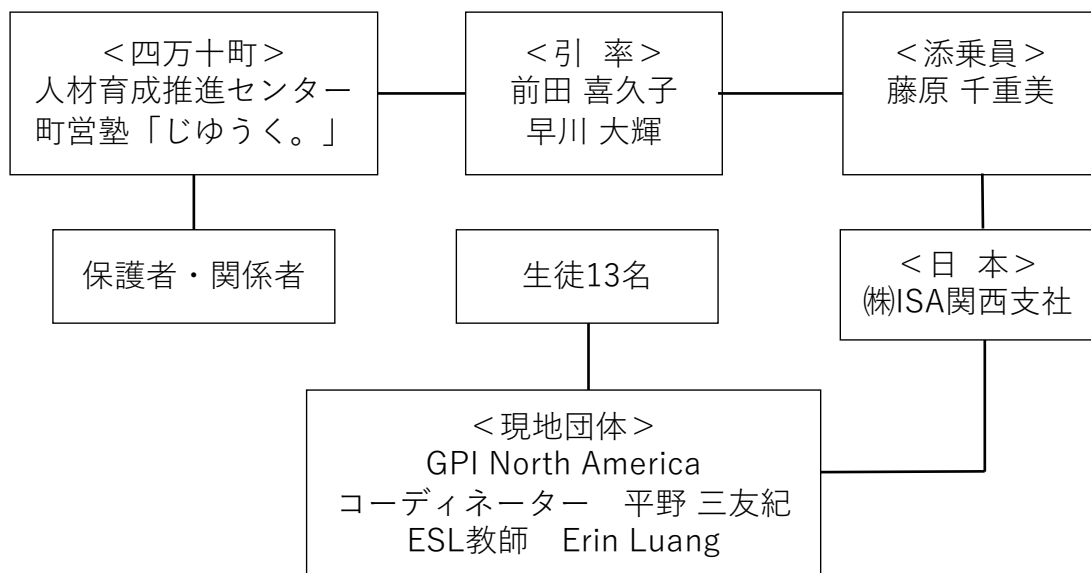 ＜四万十町＞
人材育成推進センター
町営塾「じゆうく。」
＜引 率＞
前田 喜久子
早川 大輝
＜添乗員＞
藤原 千重美
保護者・関係者
生徒13名
＜日 本＞
㈱ISA関西支社
＜現地団体＞
GPI North America
コーディネーター　平野 三友紀
ESL教師　Erin Luang